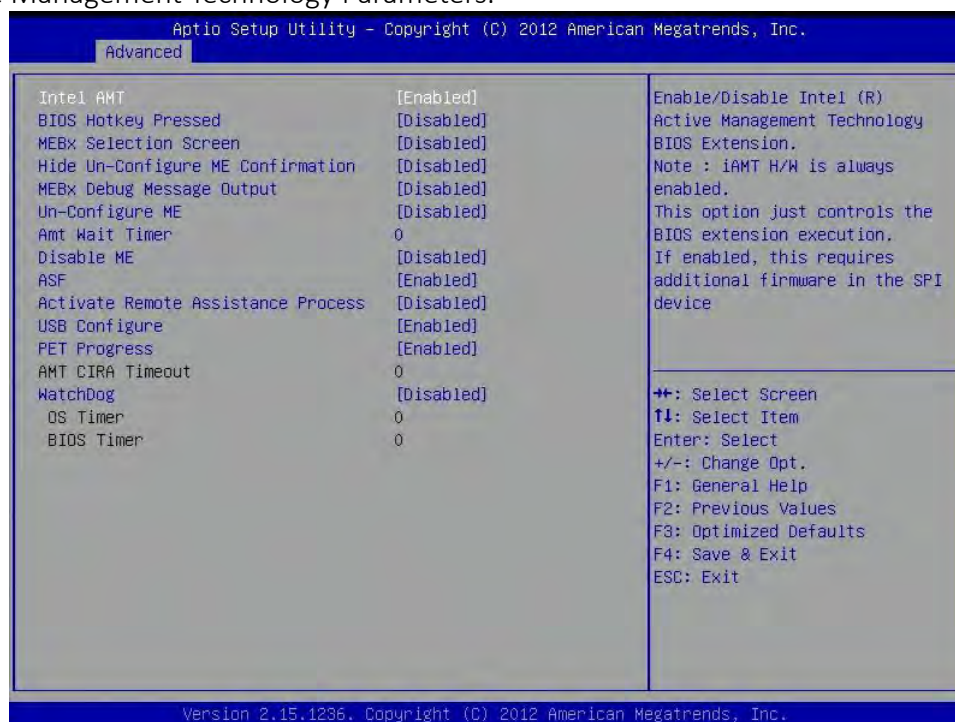 Management Technology Parameters.
Aptio Setup Utility – Copyright (C) 2012 American Megatrends, Inc.
Advanced
Intel AMT [Enabled]
BIOS Hotkey Pressed [Disabled]
MEBx Selection Screen [Disabled]
Hide Un-Configure ME Confirmation [Disabled]
MEBx Debug Message Output [Disabled]
Un-Configure ME [Disabled]
Amt Wait Timer 0
Disable ME [Disabled]
ASF [Enabled]
Activate Remote Assistance Process [Disabled]
USB Configure [Enabled]
PET Progress [Enabled]
AMT CIRA Timeout 0
WatchDog [Disabled]
OS Timer 0
BIOS Timer 0
Enable/Disable Intel (R)
Active Management Technology
BIOS Extension.
Note : iAMT H/W is always
enabled.
This option just controls the
BIOS extension execution.
If enabled, this requires
additional firmware in the SPI
device
→←: Select Screen
↑↓: Select Item
Enter: Select
+/-: Change Opt.
F1: General Help
F2: Previous Values
F3: Optimized Defaults
F4: Save & Exit
ESC: Exit
Version 2.15.1236. Copyright (C) 2012 American Megatrends, Inc.